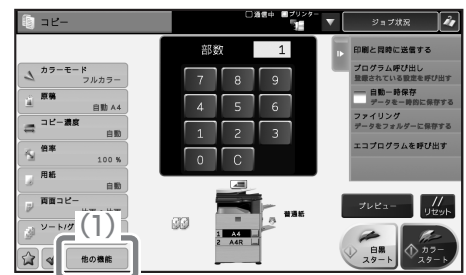 コピー
通信中
プリンター
ジョブ状況
カラーモード
フルカラー
原稿
自動 A4
コピー濃度
自動
倍率
100 %
用紙
自動
両面コピー
ソート/グ
(1)
他の機能
部数
1
7 8 9
4 5 6
1 2 3
0 C
1 A4
2 A4R
普通紙
印刷と同時に送信する
プログラム呼び出し
登録されている設定を呼び出す
自動一時保存
データを一時的に保存する
ファイリング
データをフォルダーに保存する
エコプログラムを呼び出す
プレビュー
リセット
白黒
スタート
カラー
スタート